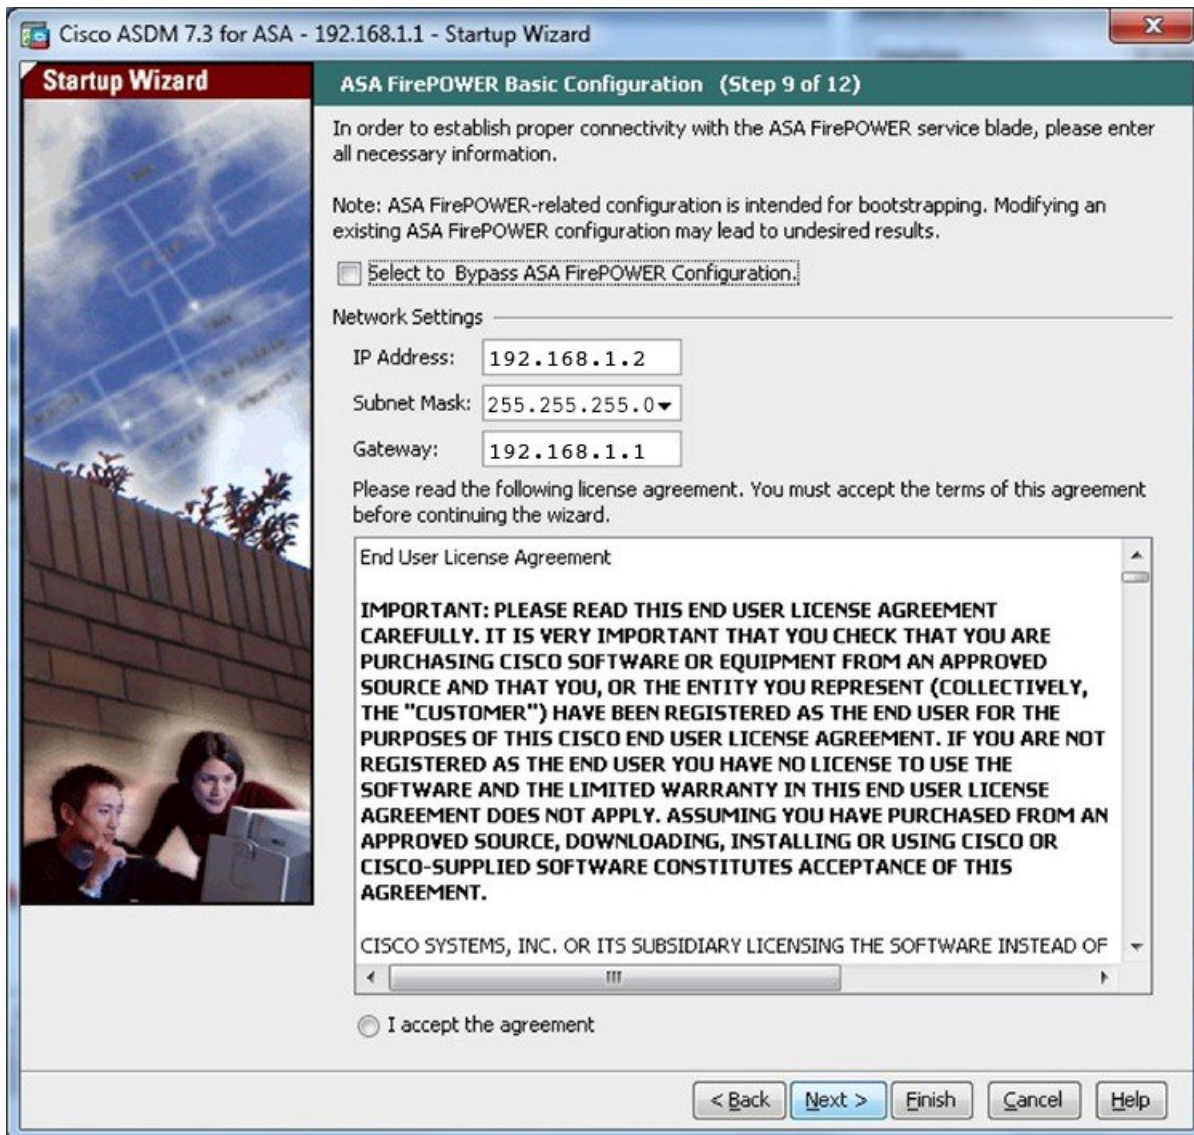 Cisco ASDM 7.3 for ASA - 192.168.1.1 - Startup Wizard
Startup Wizard
ASA FirePOWER Basic Configuration (Step 9 of 12)
In order to establish proper connectivity with the ASA FirePOWER service blade, please enter
all necessary information.
Note: ASA FirePOWER-related configuration is intended for bootstrapping. Modifying an
existing ASA FirePOWER configuration may lead to undesired results.
Select to Bypass ASA FirePOWER Configuration.
Network Settings
IP Address: 192.168.1.2
Subnet Mask: 255.255.255.0
Gateway: 192.168.1.1
Please read the following license agreement. You must accept the terms of this agreement
before continuing the wizard.
End User License Agreement
IMPORTANT: PLEASE READ THIS END USER LICENSE AGREEMENT
CAREFULLY. IT IS VERY IMPORTANT THAT YOU CHECK THAT YOU ARE
PURCHASING CISCO SOFTWARE OR EQUIPMENT FROM AN APPROVED
SOURCE AND THAT YOU, OR THE ENTITY YOU REPRESENT (COLLECTIVELY,
THE "CUSTOMER") HAVE BEEN REGISTERED AS THE END USER FOR THE
PURPOSES OF THIS CISCO END USER LICENSE AGREEMENT. IF YOU ARE NOT
REGISTERED AS THE END USER YOU HAVE NO LICENSE TO USE THE
SOFTWARE AND THE LIMITED WARRANTY IN THIS END USER LICENSE
AGREEMENT DOES NOT APPLY. ASSUMING YOU HAVE PURCHASED FROM AN
APPROVED SOURCE, DOWNLOADING, INSTALLING OR USING CISCO OR
CISCO-SUPPLIED SOFTWARE CONSTITUTES ACCEPTANCE OF THIS
AGREEMENT.
CISCO SYSTEMS, INC. OR ITS SUBSIDIARY LICENSING THE SOFTWARE INSTEAD OF
I accept the agreement
< Back Next > Finish Cancel Help